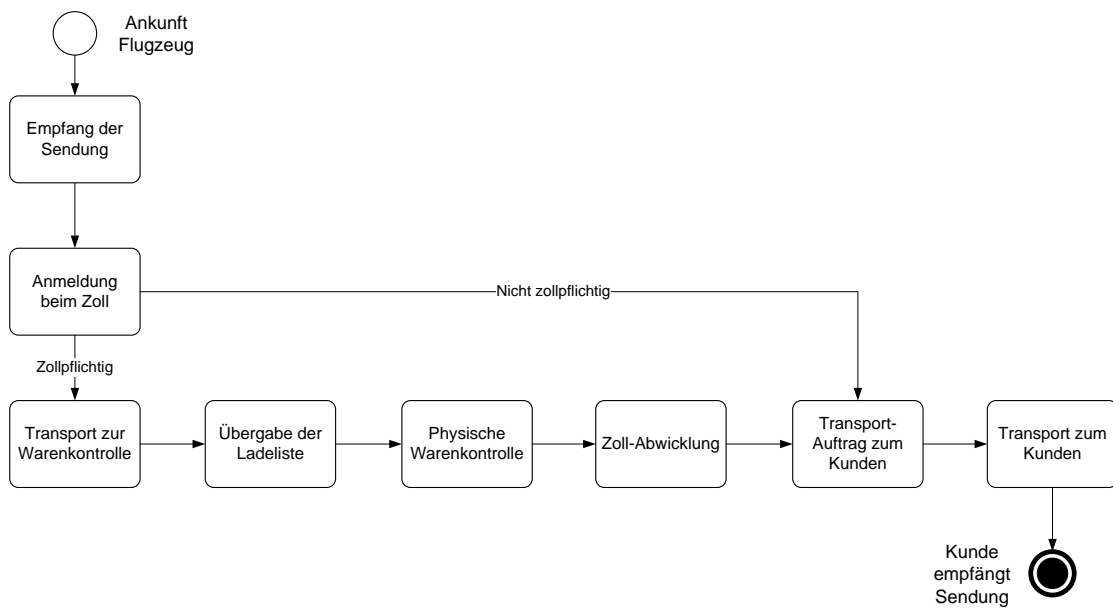 Ankunft
Flugzeug
Empfang der
Sendung
Anmeldung
beim Zoll
Nicht zollpflichtig
Zollpflichtig
Transport zur
Warenkontrolle
Übergabe der
Ladeliste
Physische
Warenkontrolle
Zoll-Abwicklung
Transport-
Auftrag zum
Kunden
Transport zum
Kunden
Kunde
empfängt
Sendung